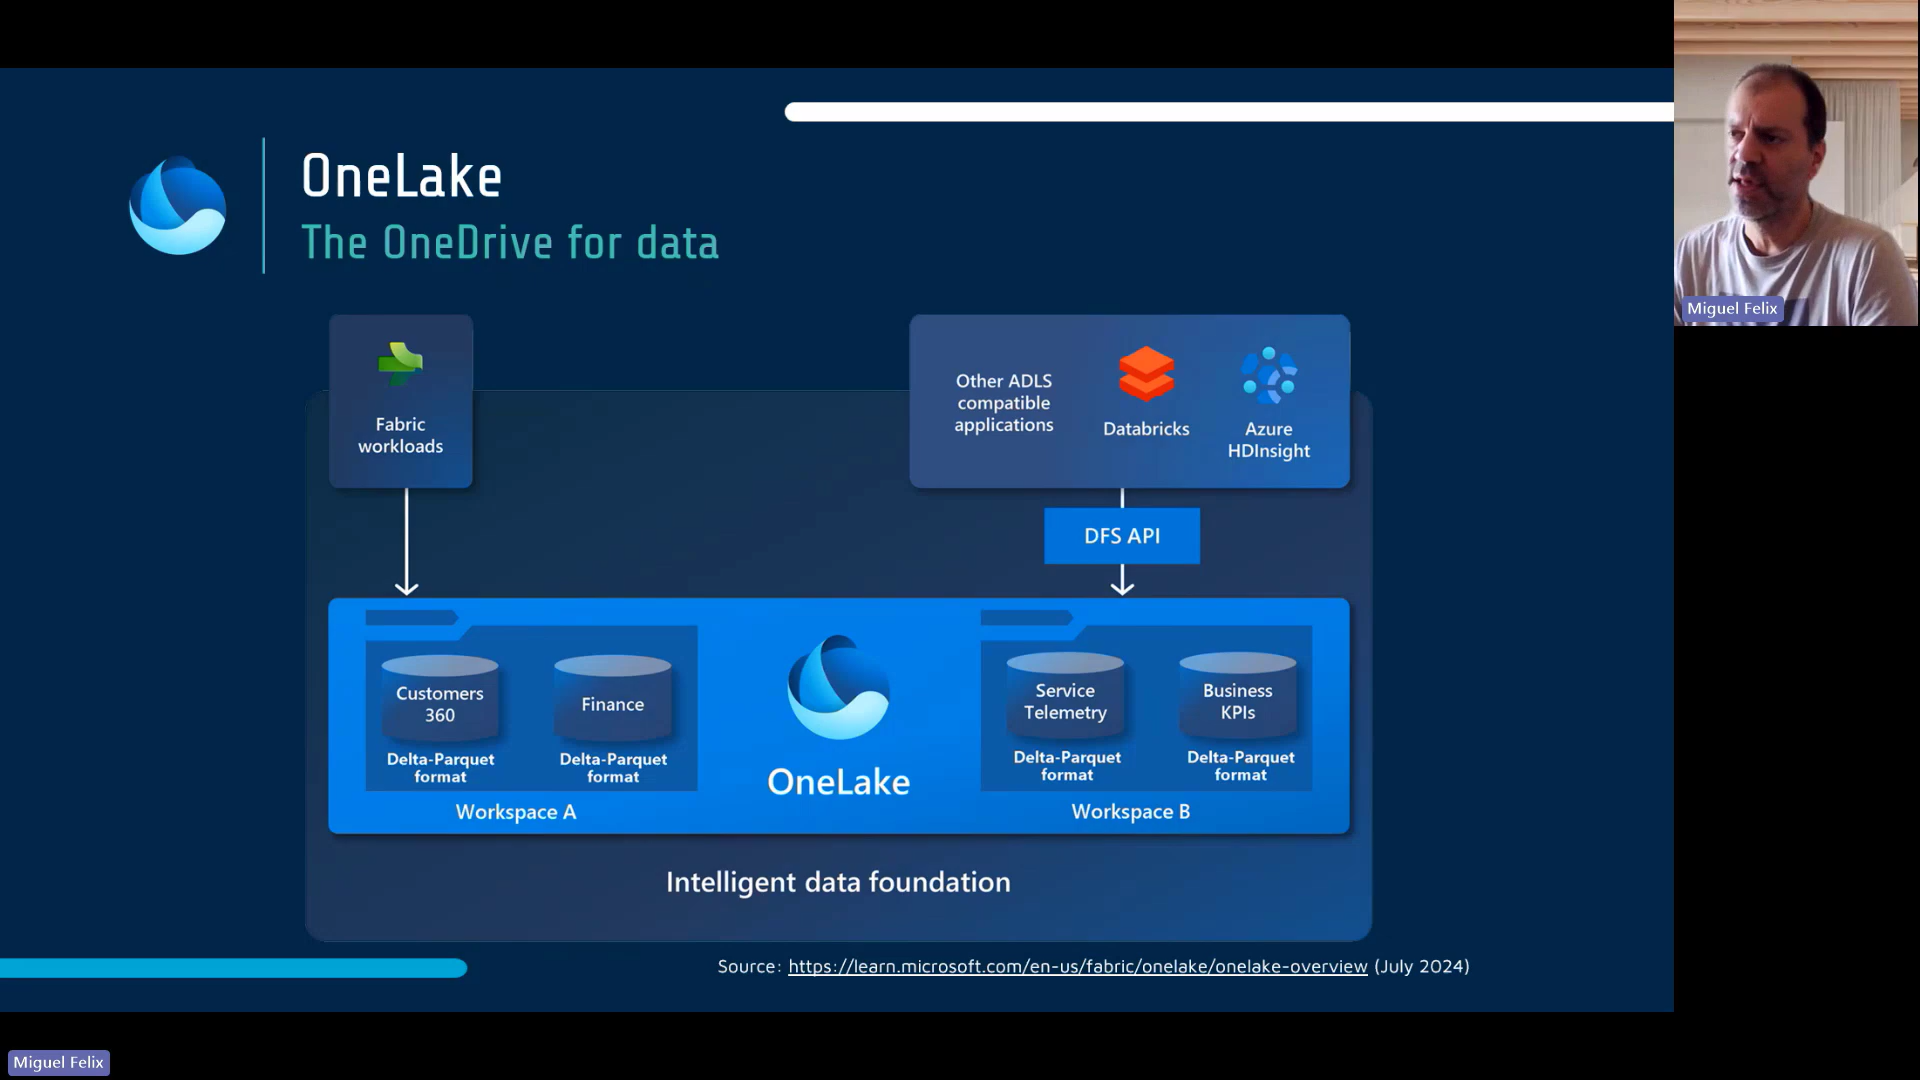 OneLake
The OneDrive for data
Miguel Felix
Fabric
workloads
Other ADLS
compatible
applications
Databricks
Azure
HDInsight
DFS API
Customers
360
Delta-Parquet
format
Finance
Delta-Parquet
format
Workspace A
OneLake
Service
Telemetry
Delta-Parquet
format
Business
KPIs
Delta-Parquet
format
Workspace B
Intelligent data foundation
Source: https://learn.microsoft.com/en-us/fabric/onelake/onelake-overview (July 2024)
Miguel Felix